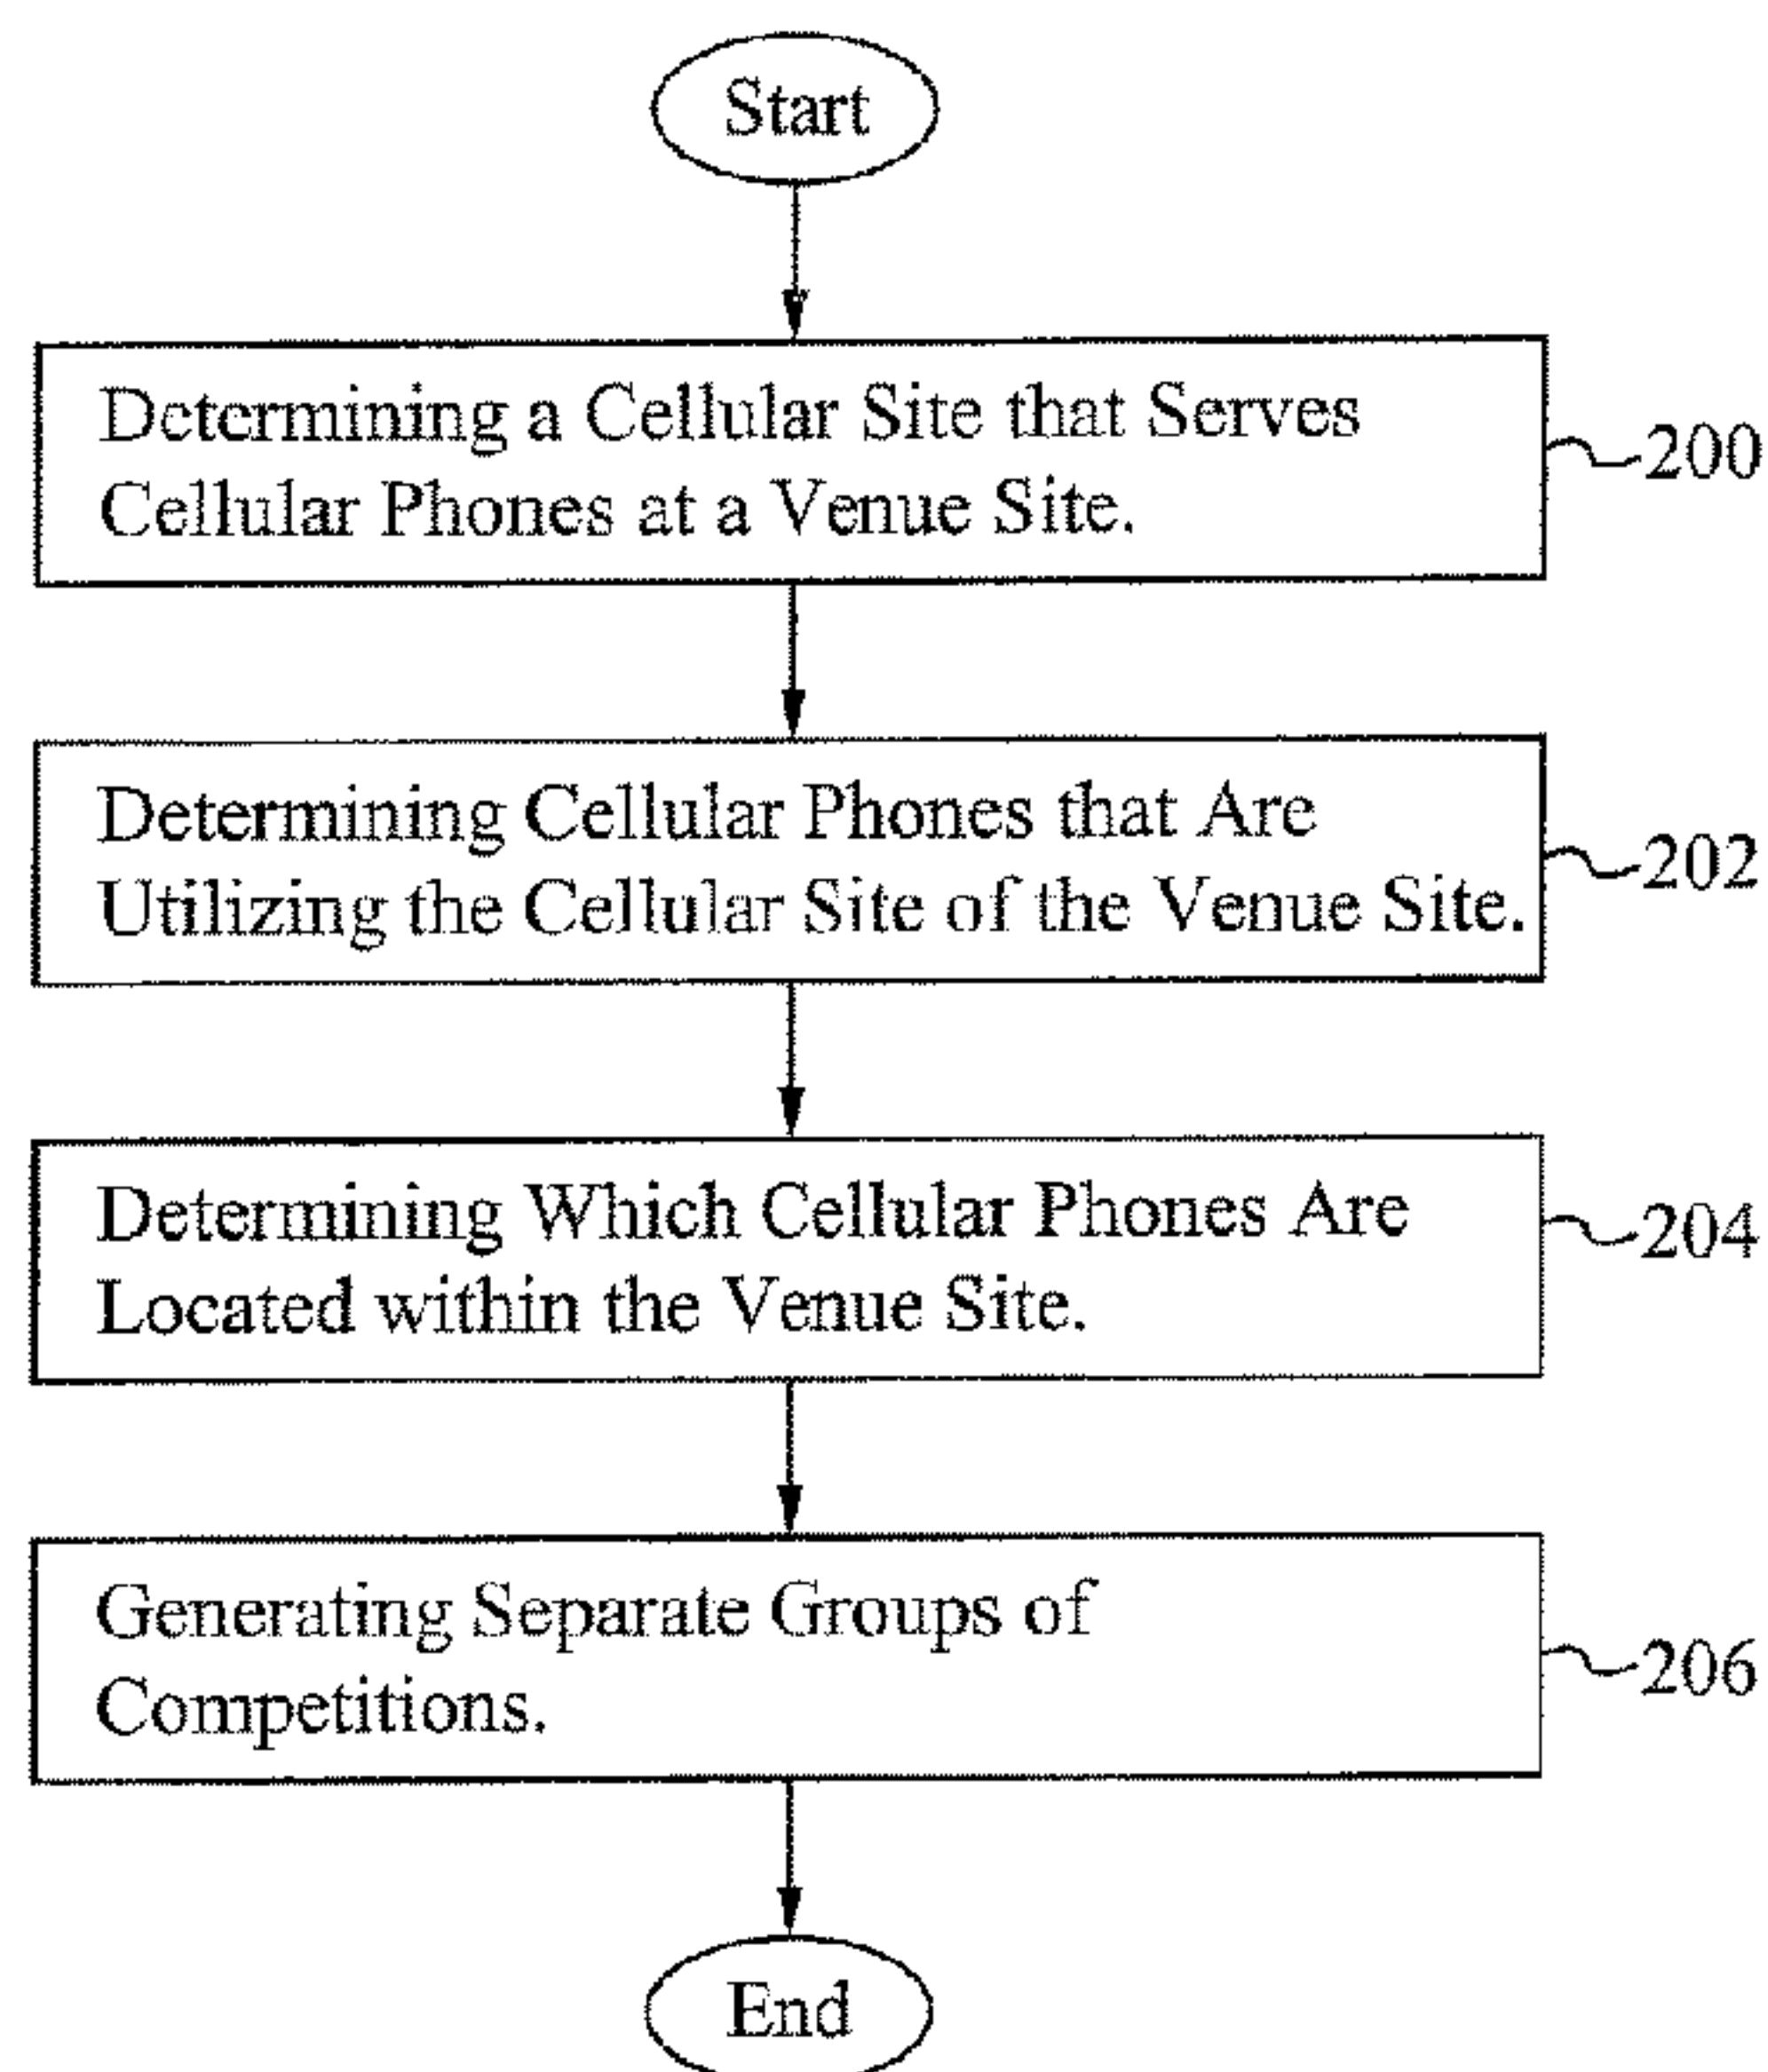 Start
Determining a Cellular Site that Serves
Cellular Phones at a Venue Site.
200
Determining Cellular Phones that Are
Utilizing the Cellular Site of the Venue Site.
202
Determining Which Cellular Phones Are
Located within the Venue Site.
204
Generating Separate Groups of
Competitions.
206
End